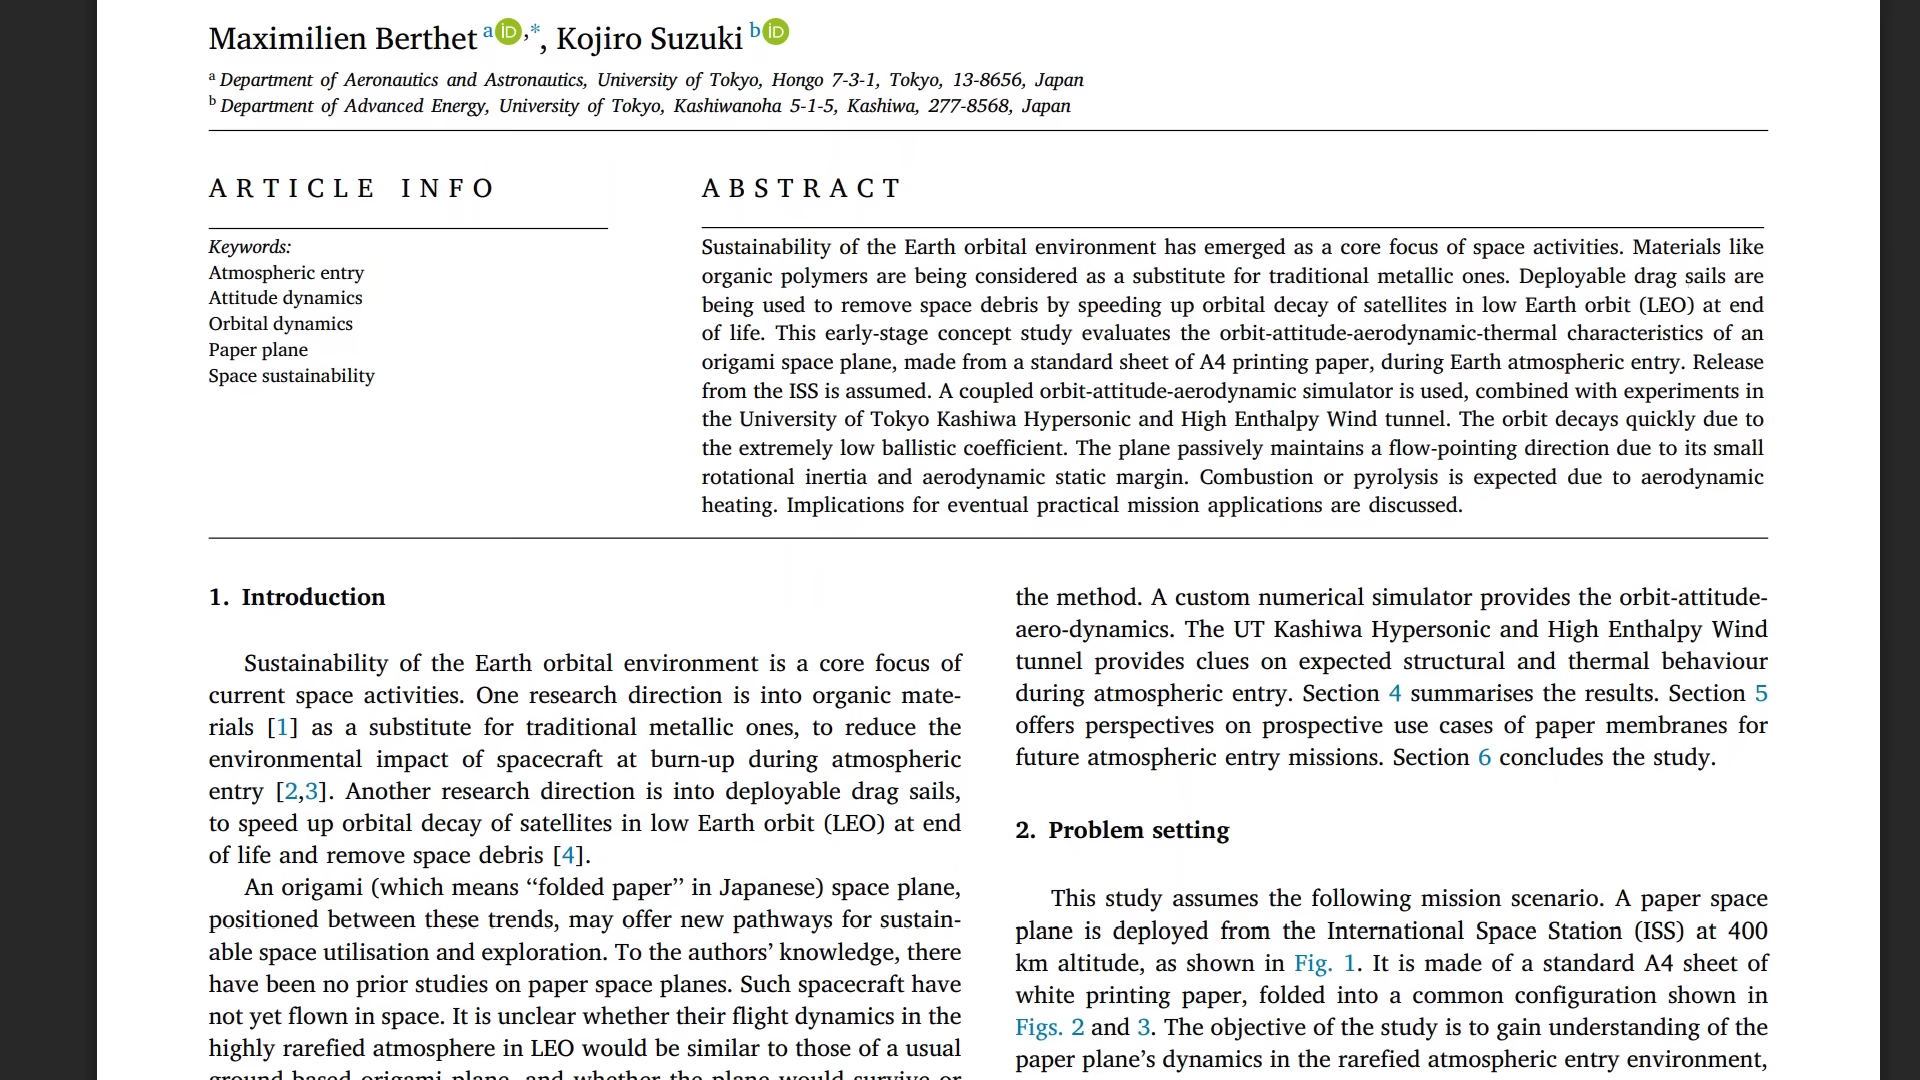 Maximilien Berthet a iD,*, Kojiro Suzuki b iD
a Department of Aeronautics and Astronautics, University of Tokyo, Hongo 7-3-1, Tokyo, 13-8656, Japan
b Department of Advanced Energy, University of Tokyo, Kashiwanoha 5-1-5, Kashiwa, 277-8568, Japan
ARTICLE INFO
Keywords:
Atmospheric entry
Attitude dynamics
Orbital dynamics
Paper plane
Space sustainability
ABSTRACT
Sustainability of the Earth orbital environment has emerged as a core focus of space activities. Materials like
organic polymers are being considered as a substitute for traditional metallic ones. Deployable drag sails are
being used to remove space debris by speeding up orbital decay of satellites in low Earth orbit (LEO) at end
of life. This early-stage concept study evaluates the orbit-attitude-aerodynamic-thermal characteristics of an
origami space plane, made from a standard sheet of A4 printing paper, during Earth atmospheric entry. Release
from the ISS is assumed. A coupled orbit-attitude-aerodynamic simulator is used, combined with experiments in
the University of Tokyo Kashiwa Hypersonic and High Enthalpy Wind tunnel. The orbit decays quickly due to
the extremely low ballistic coefficient. The plane passively maintains a flow-pointing direction due to its small
rotational inertia and aerodynamic static margin. Combustion or pyrolysis is expected due to aerodynamic
heating. Implications for eventual practical mission applications are discussed.
1. Introduction
Sustainability of the Earth orbital environment is a core focus of
current space activities. One research direction is into organic mate-
rials [1] as a substitute for traditional metallic ones, to reduce the
environmental impact of spacecraft at burn-up during atmospheric
entry [2,3]. Another research direction is into deployable drag sails,
to speed up orbital decay of satellites in low Earth orbit (LEO) at end
of life and remove space debris [4].
An origami (which means ‘‘folded paper’’ in Japanese) space plane,
positioned between these trends, may offer new pathways for sustain-
able space utilisation and exploration. To the authors’ knowledge, there
have been no prior studies on paper space planes. Such spacecraft have
not yet flown in space. It is unclear whether their flight dynamics in the
highly rarefied atmosphere in LEO would be similar to those of a usual
ground-based origami plane, and whether the plane would survive or
the method. A custom numerical simulator provides the orbit-attitude-
aero-dynamics. The UT Kashiwa Hypersonic and High Enthalpy Wind
tunnel provides clues on expected structural and thermal behaviour
during atmospheric entry. Section 4 summarises the results. Section 5
offers perspectives on prospective use cases of paper membranes for
future atmospheric entry missions. Section 6 concludes the study.
2. Problem setting
This study assumes the following mission scenario. A paper space
plane is deployed from the International Space Station (ISS) at 400
km altitude, as shown in Fig. 1. It is made of a standard A4 sheet of
white printing paper, folded into a common configuration shown in
Figs. 2 and 3. The objective of the study is to gain understanding of the
paper plane’s dynamics in the rarefied atmospheric entry environment,